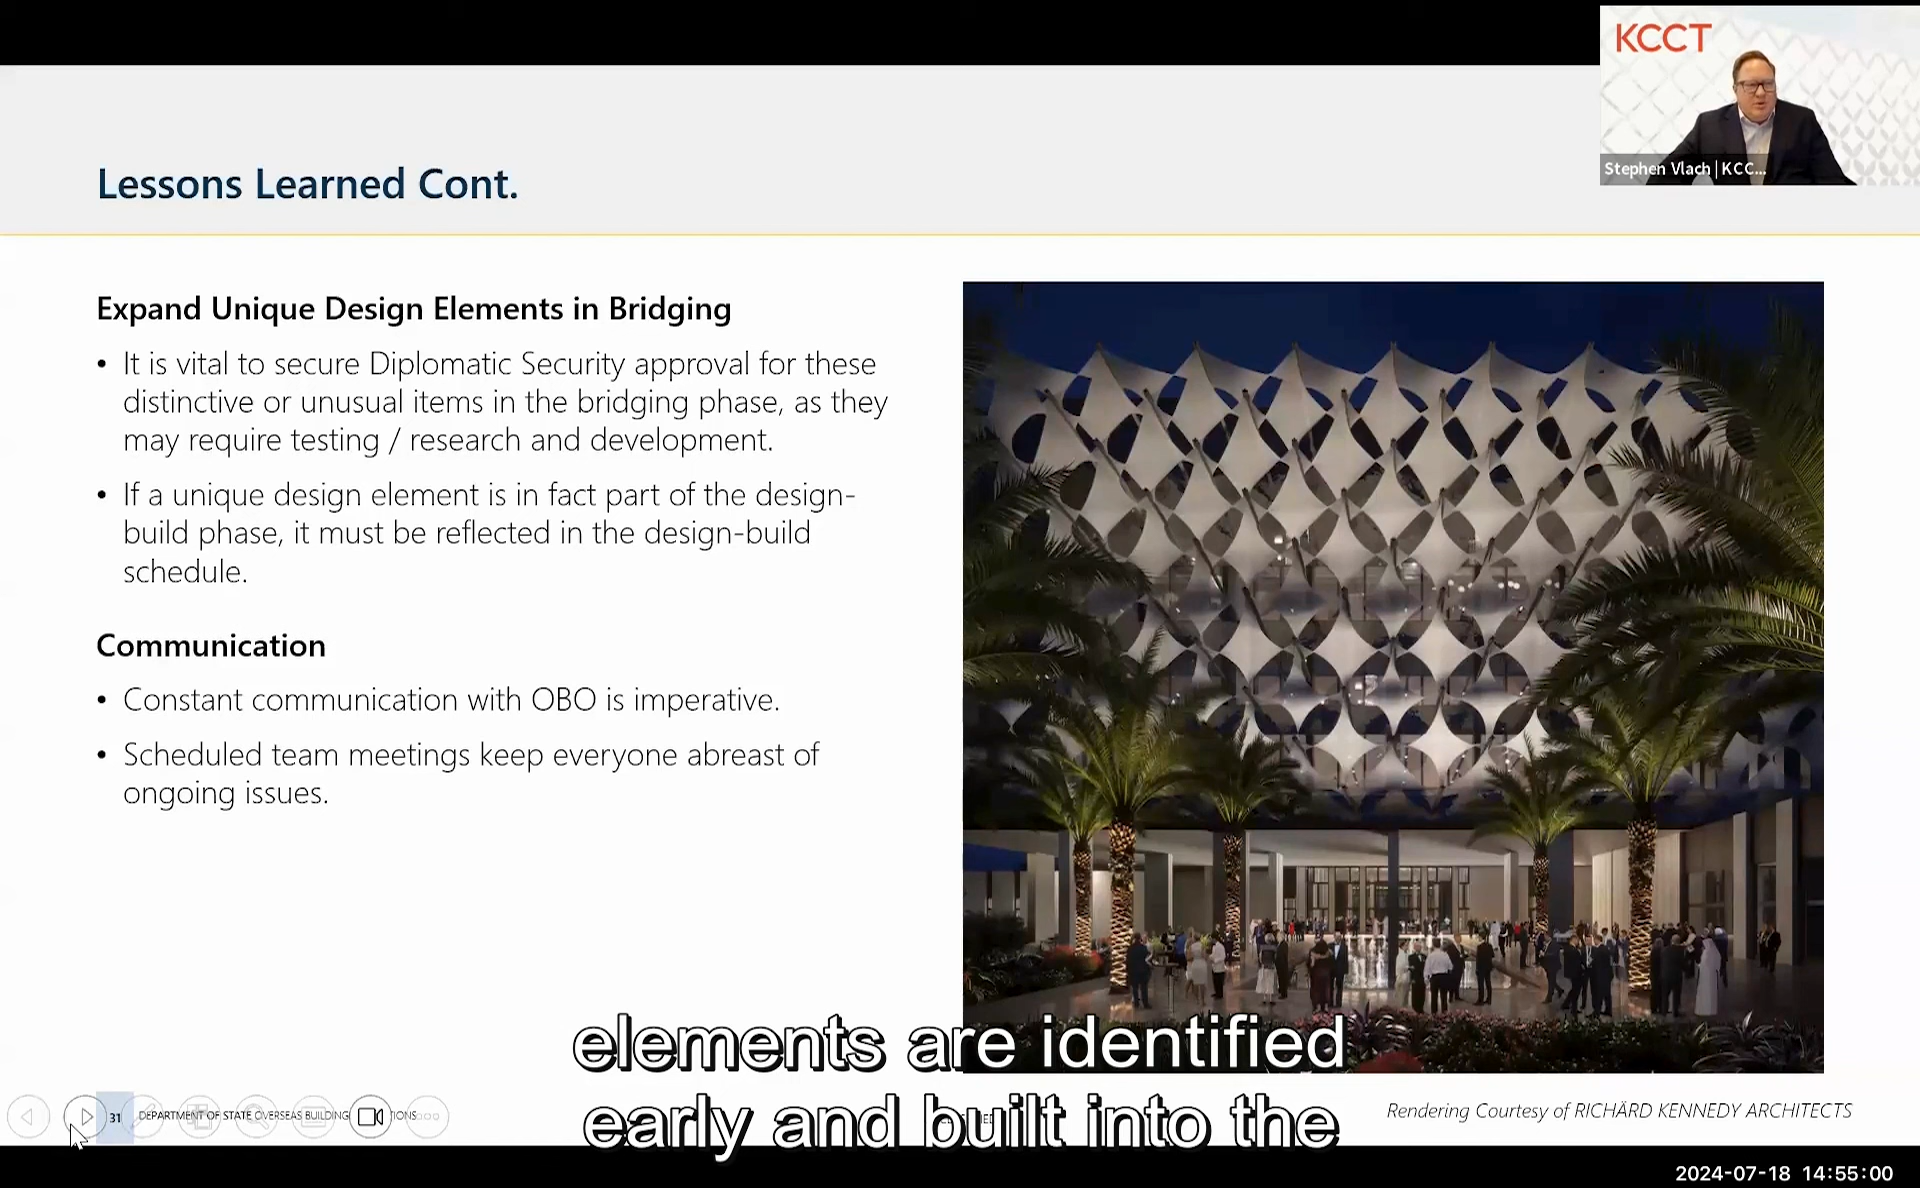 KCCT
Stephen Vlach | KCC...
Lessons Learned Cont.
Expand Unique Design Elements in Bridging
• It is vital to secure Diplomatic Security approval for these
distinctive or unusual items in the bridging phase, as they
may require testing / research and development.
• If a unique design element is in fact part of the design-
build phase, it must be reflected in the design-build
schedule.
Communication
• Constant communication with OBO is imperative.
• Scheduled team meetings keep everyone abreast of
ongoing issues.
elements are identified
early and built into the
31
DEPARTMENT OF STATE OVERSEAS BUILDING
Rendering Courtesy of RICHÄRD KENNEDY ARCHITECTS
2024-07-18 14:55:00